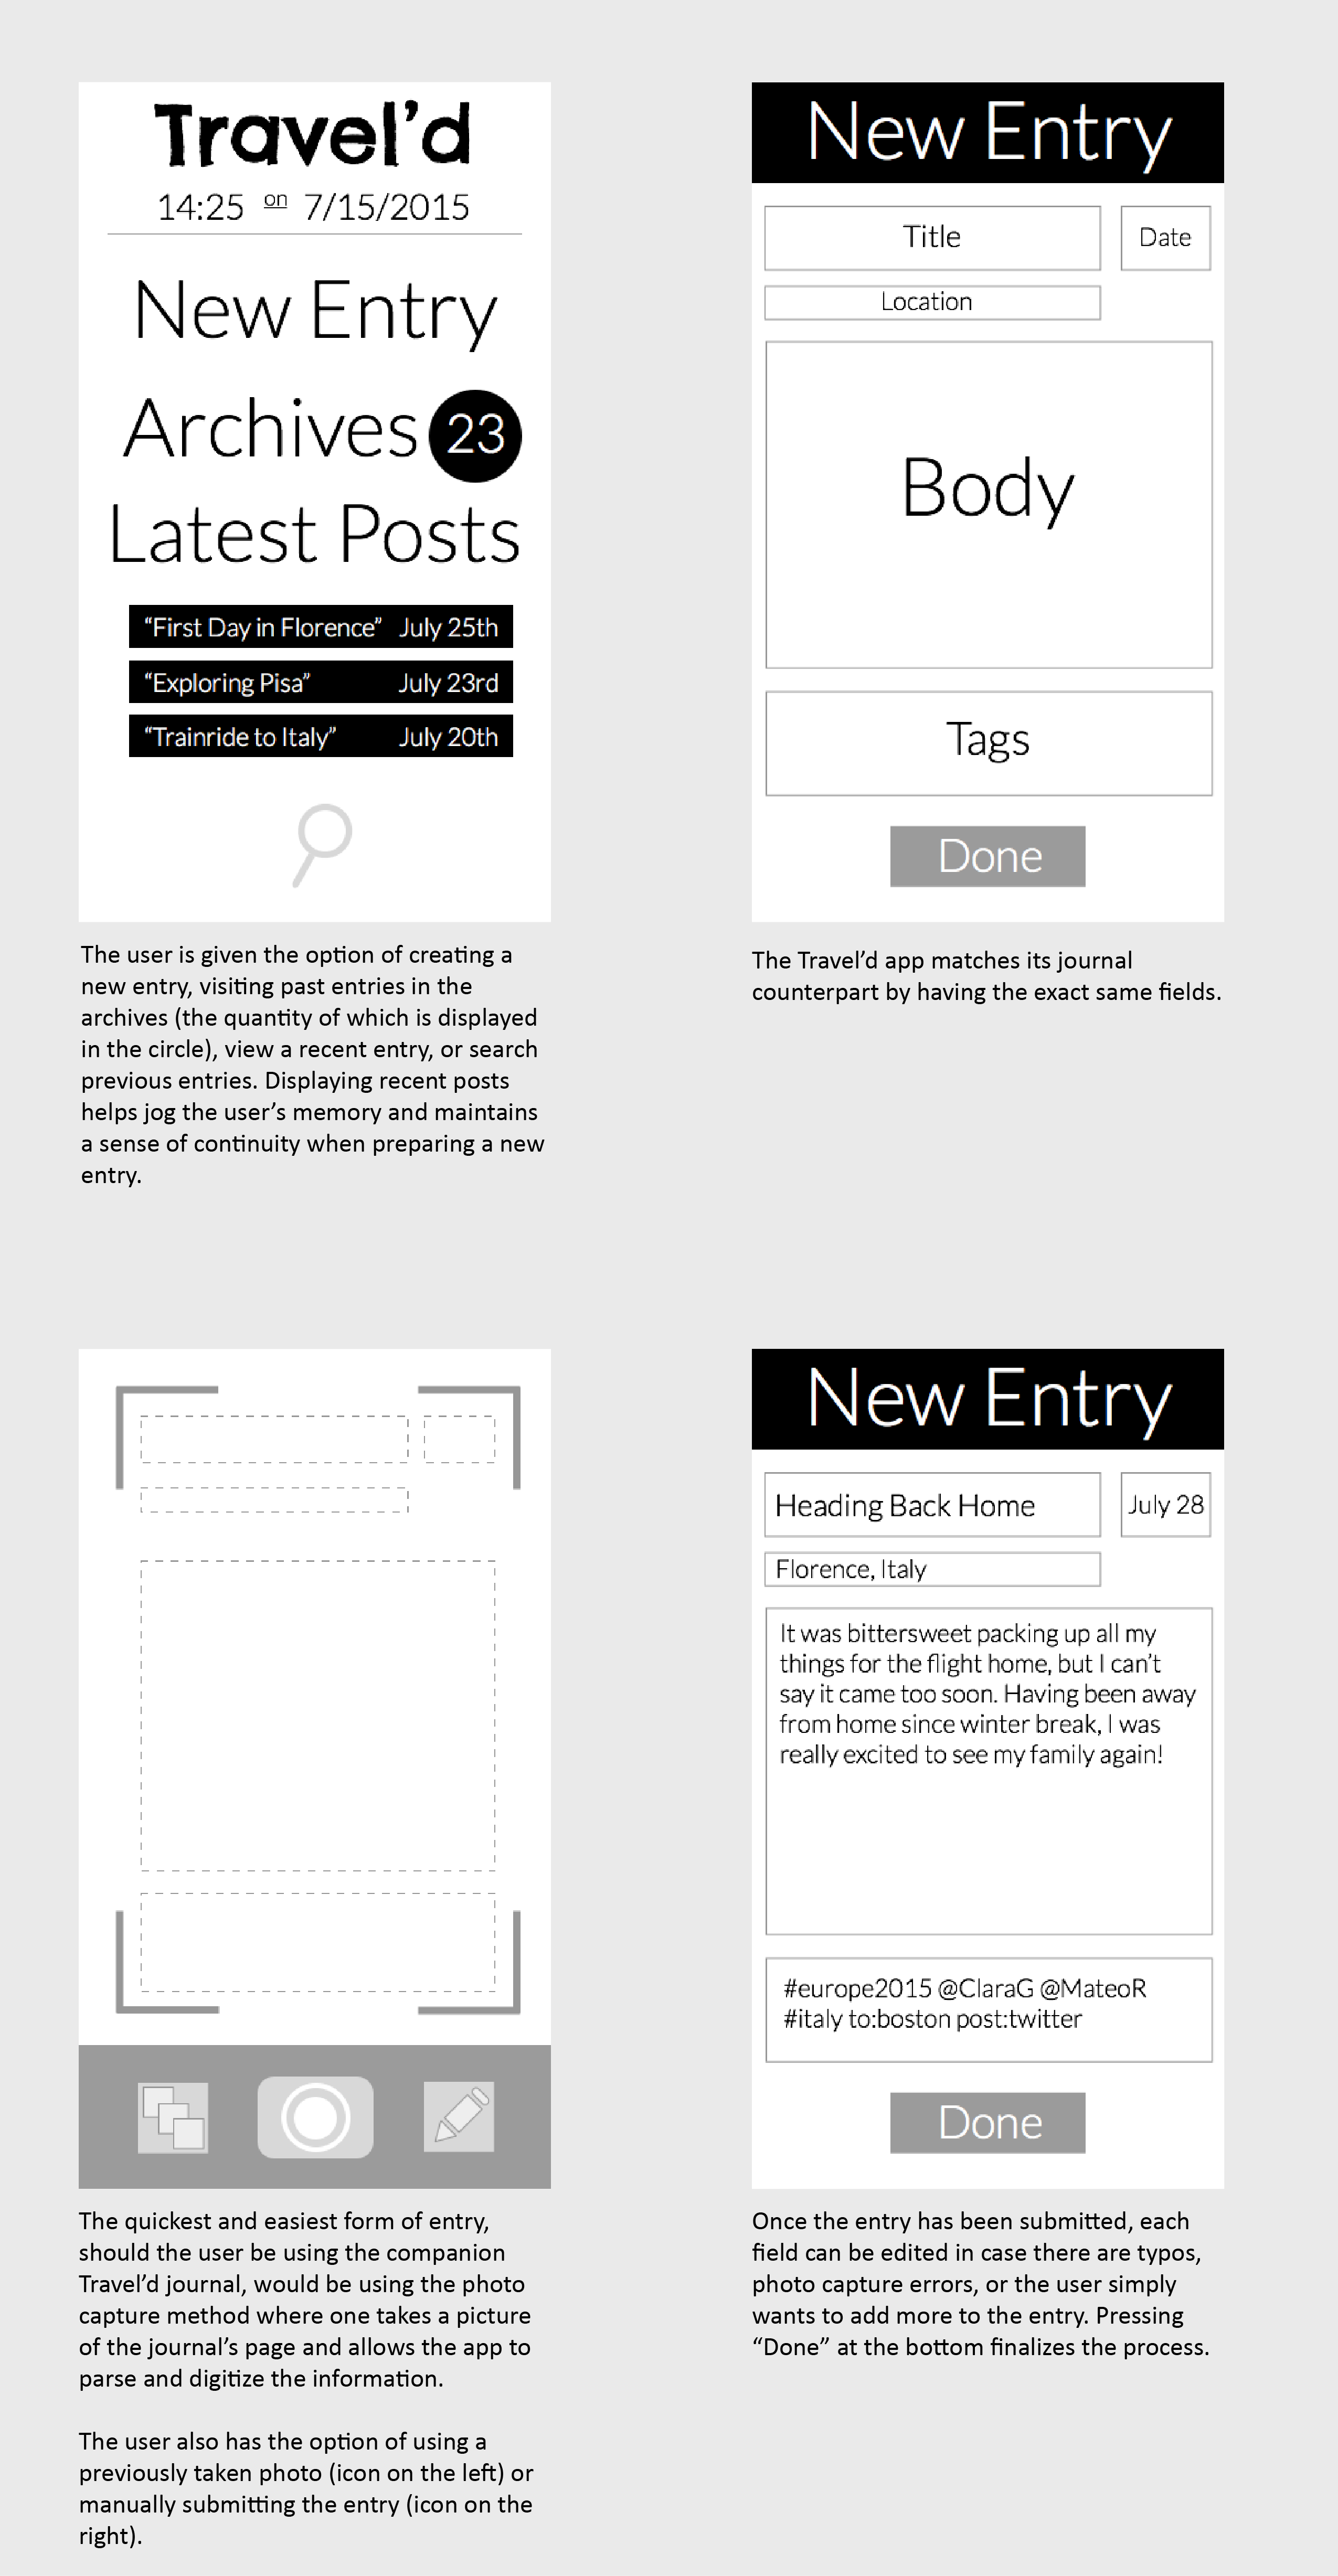 Travel’d
14:25 on 7/15/2015
New Entry
Archives 23
Latest Posts
“First Day in Florence” July 25th
“Exploring Pisa” July 23rd
“Trainride to Italy” July 20th
The user is given the option of creating a
new entry, visiting past entries in the
archives (the quantity of which is displayed
in the circle), view a recent entry, or search
previous entries. Displaying recent posts
helps jog the user’s memory and maintains
a sense of continuity when preparing a new
entry.
New Entry
Title Date
Location
Body
Tags
Done
The Travel’d app matches its journal
counterpart by having the exact same fields.
The quickest and easiest form of entry,
should the user be using the companion
Travel’d journal, would be using the photo
capture method where one takes a picture
of the journal’s page and allows the app to
parse and digitize the information.
The user also has the option of using a
previously taken photo (icon on the left) or
manually submitting the entry (icon on the
right).
New Entry
Heading Back Home July 28
Florence, Italy
It was bittersweet packing up all my
things for the flight home, but I can’t
say it came too soon. Having been away
from home since winter break, I was
really excited to see my family again!
#europe2015 @ClaraG @MateoR
#italy to:boston post:twitter
Done
Once the entry has been submitted, each
field can be edited in case there are typos,
photo capture errors, or the user simply
wants to add more to the entry. Pressing
“Done” at the bottom finalizes the process.